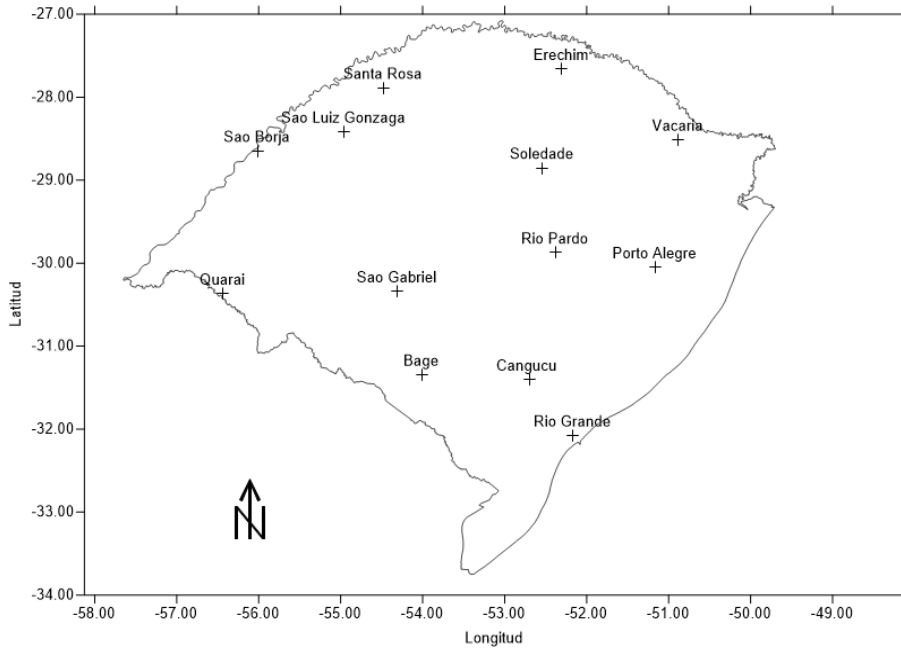 -27.00
Erechim
Santa Rosa
-28.00
Sao Luiz Gonzaga
Vacaria
Sao Borja
Soledade
-29.00
Rio Pardo
Porto Alegre
-30.00
Quarai
Sao Gabriel
Latitud
-31.00
Bage
Cangucu
-32.00
Rio Grande
-33.00
N
-34.00
-58.00 -57.00 -56.00 -55.00 -54.00 -53.00 -52.00 -51.00 -50.00 -49.00
Longitud